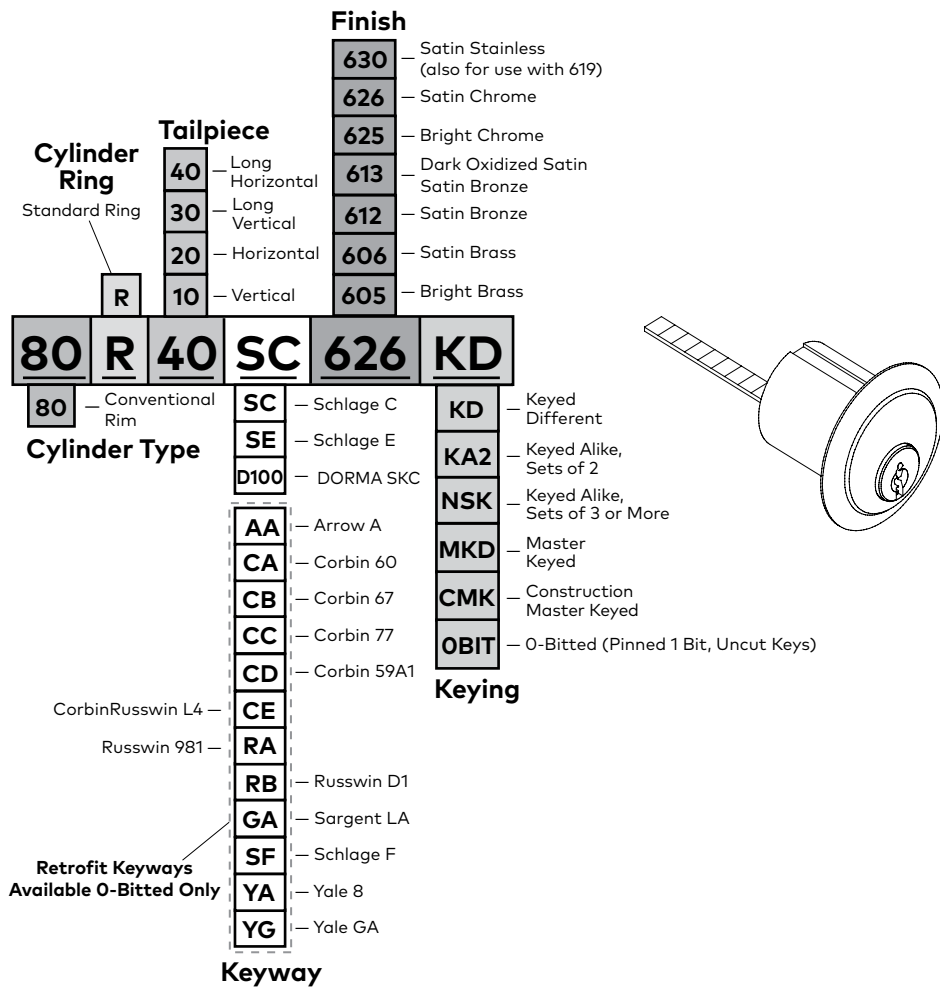 Finish
630
Satin Stainless
(also for use with 619)
626
Satin Chrome
625
Bright Chrome
613
Dark Oxidized Satin
Satin Bronze
612
Satin Bronze
606
Satin Brass
605
Bright Brass
Tailpiece
40
Long
Horizontal
30
Long
Vertical
20
Horizontal
10
Vertical
Cylinder
Ring
Standard Ring
R
80 R 40 SC 626 KD
80
Conventional
Rim
Cylinder Type
SC
Schlage C
SE
Schlage E
D100
DORMA SKC
AA
Arrow A
CA
Corbin 60
CB
Corbin 67
CC
Corbin 77
CD
Corbin 59A1
CorbinRusswin L4
CE
Russwin 981
RA
RB
Russwin D1
GA
Sargent LA
SF
Schlage F
YA
Yale 8
YG
Yale GA
Retrofit Keyways
Available 0-Bitted Only
Keyway
KD
Keyed
Different
KA2
Keyed Alike,
Sets of 2
NSK
Keyed Alike,
Sets of 3 or More
MKD
Master
Keyed
CMK
Construction
Master Keyed
0BIT
0-Bitted (Pinned 1 Bit, Uncut Keys)
Keying